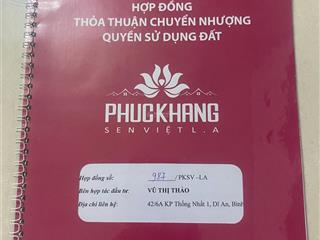 HỢP ĐỒNG
THỎA THUẬN CHUYỂN NHƯỢNG
QUYỀN SỬ DỤNG ĐẤT
PHUCKHANG
SEN VIỆT L.A
Hợp đồng số: 987 /PKSV -LA
Bên hợp tác đầu tư: VŨ THỊ THẢO
Địa chỉ liên hệ: 42/6A KP Thống Nhất 1, Dĩ An, Bình